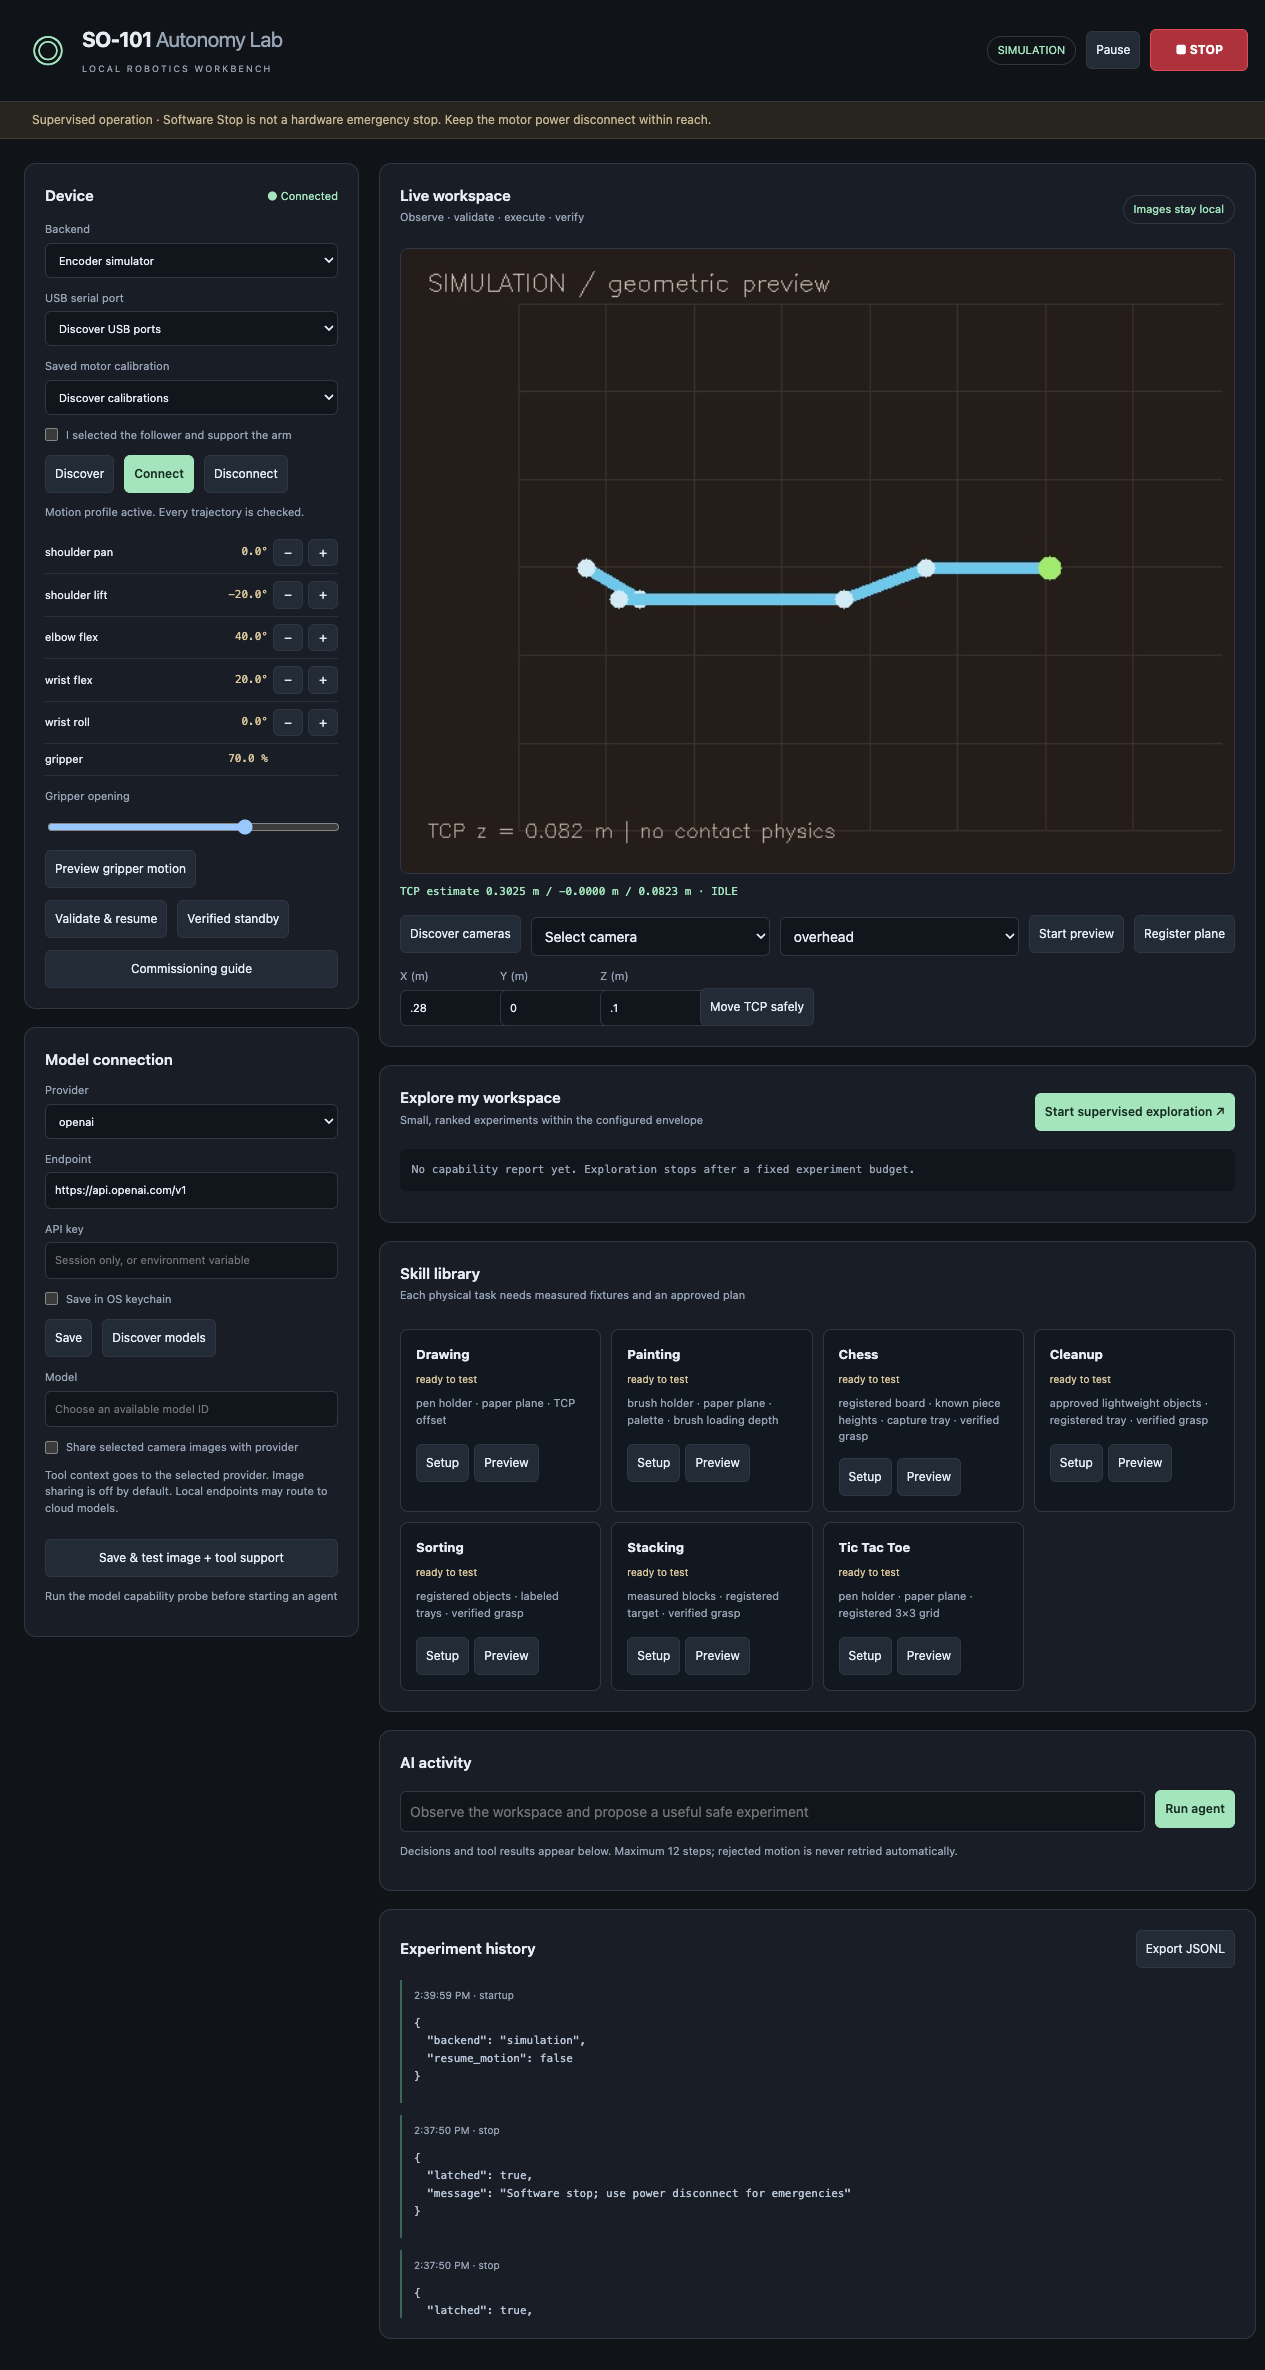 SO-101 Autonomy Lab
LOCAL ROBOTICS WORKBENCH
SIMULATION
Pause
STOP
Supervised operation · Software Stop is not a hardware emergency stop. Keep the motor power disconnect within reach.
Device
Connected
Backend
Encoder simulator
USB serial port
Discover USB ports
Saved motor calibration
Discover calibrations
I selected the follower and support the arm
Discover
Connect
Disconnect
Motion profile active. Every trajectory is checked.
shoulder pan 0.0° − +
shoulder lift −20.0° − +
elbow flex 40.0° − +
wrist flex 20.0° − +
wrist roll 0.0° − +
gripper 70.0 %
Gripper opening
Preview gripper motion
Validate & resume
Verified standby
Commissioning guide
Model connection
Provider
openai
Endpoint
https://api.openai.com/v1
API key
Session only, or environment variable
Save in OS keychain
Save
Discover models
Model
Choose an available model ID
Share selected camera images with provider
Tool context goes to the selected provider. Image
sharing is off by default. Local endpoints may route to
cloud models.
Save & test image + tool support
Run the model capability probe before starting an agent
Live workspace
Observe · validate · execute · verify
Images stay local
SIMULATION / geometric preview
TCP z = 0.082 m | no contact physics
TCP estimate 0.3025 m / −0.0000 m / 0.0823 m · IDLE
Discover cameras
Select camera
overhead
Start preview
Register plane
X (m) Y (m) Z (m)
.28 0 .1
Move TCP safely
Explore my workspace
Small, ranked experiments within the configured envelope
Start supervised exploration ↗
No capability report yet. Exploration stops after a fixed experiment budget.
Skill library
Each physical task needs measured fixtures and an approved plan
Drawing
ready to test
pen holder · paper plane · TCP
offset
Setup Preview
Painting
ready to test
brush holder · paper plane ·
palette · brush loading depth
Setup Preview
Chess
ready to test
registered board · known piece
heights · capture tray · verified
grasp
Setup Preview
Cleanup
ready to test
approved lightweight objects ·
registered tray · verified grasp
Setup Preview
Sorting
ready to test
registered objects · labeled
trays · verified grasp
Setup Preview
Stacking
ready to test
measured blocks · registered
target · verified grasp
Setup Preview
Tic Tac Toe
ready to test
pen holder · paper plane ·
registered 3×3 grid
Setup Preview
AI activity
Observe the workspace and propose a useful safe experiment
Run agent
Decisions and tool results appear below. Maximum 12 steps; rejected motion is never retried automatically.
Experiment history
Export JSONL
2:39:59 PM · startup
{
"backend": "simulation",
"resume_motion": false
}
2:37:50 PM · stop
{
"latched": true,
"message": "Software stop; use power disconnect for emergencies"
}
2:37:50 PM · stop
{
"latched": true,